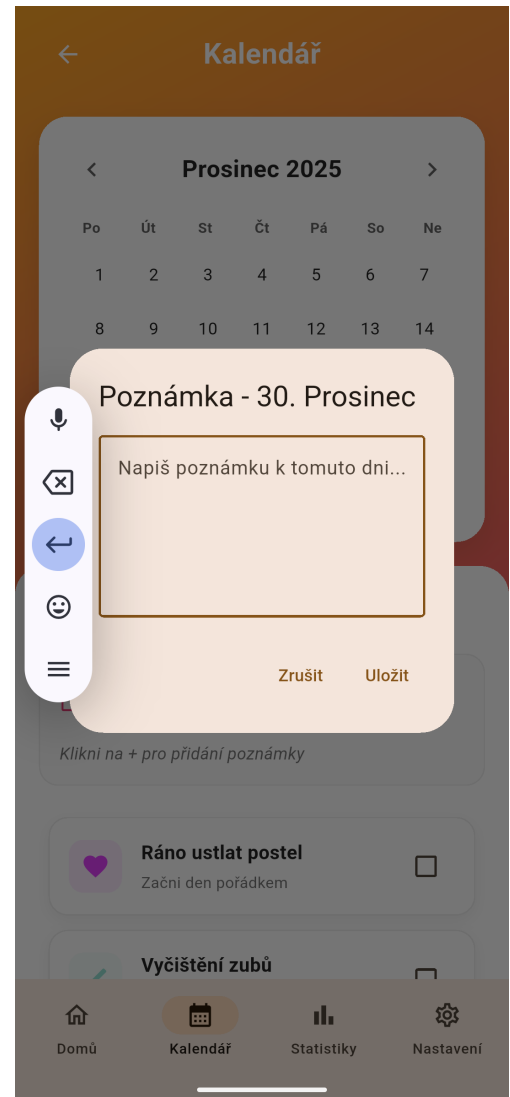 Kalendář
Prosinec 2025
Po Út St Čt Pá So Ne
1 2 3 4 5 6 7
8 9 10 11 12 13 14
Poznámka - 30. Prosinec
Napiš poznámku k tomuto dni...
Zrušit Uložit
Klikni na + pro přidání poznámky
Ráno ustlat postel
Začni den pořádkem
Vyčištění zubů
Domů Kalendář Statistiky Nastavení